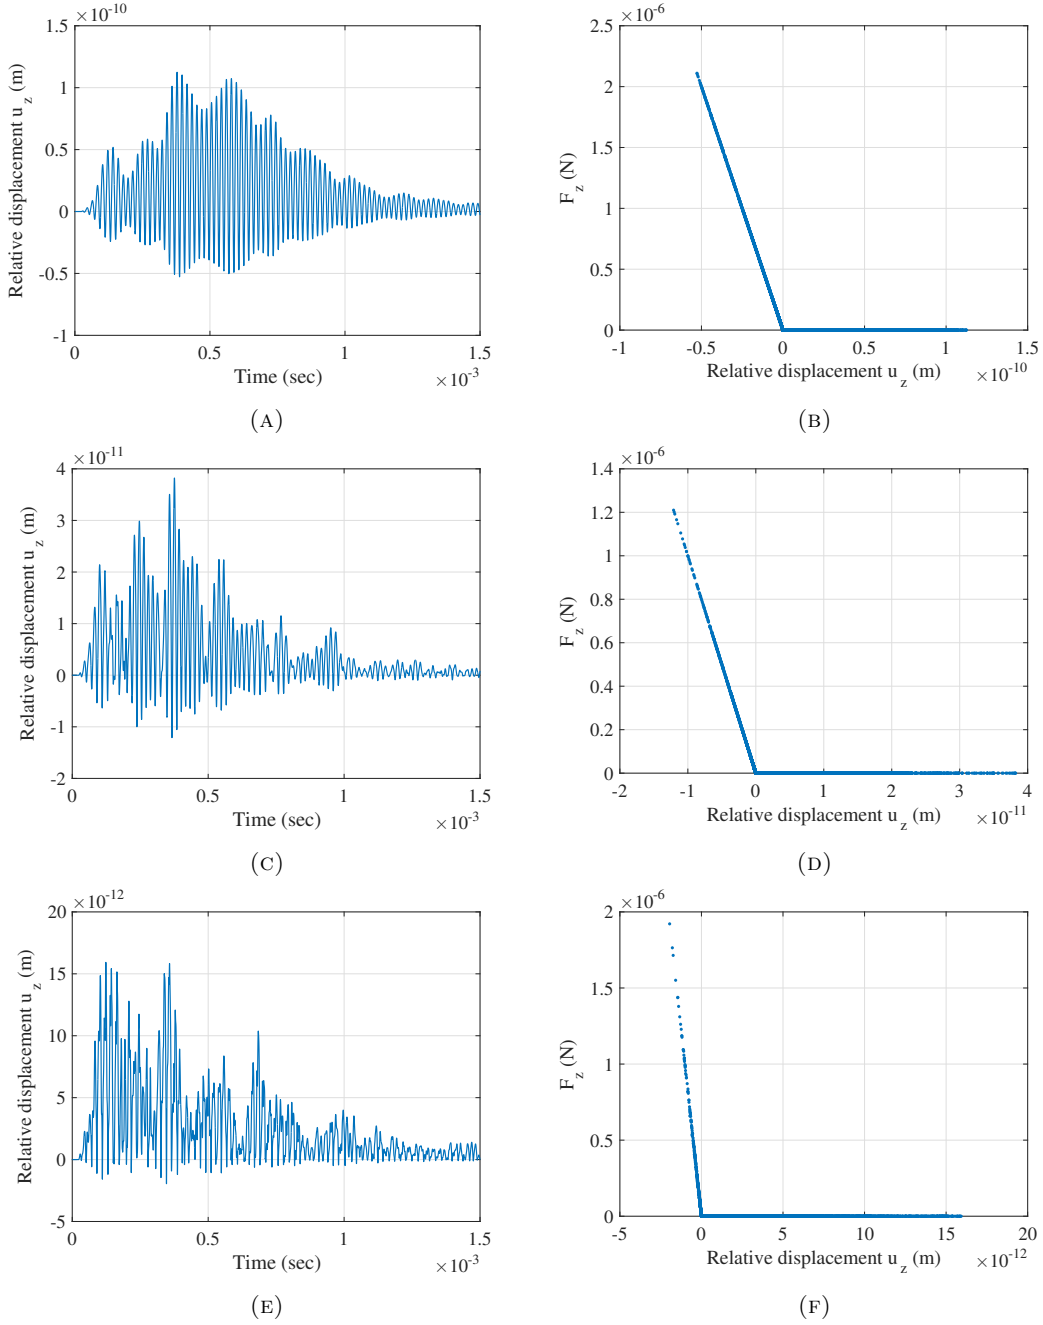 ×10^-10
1.5
1
0.5
0
-0.5
-1
Relative displacement u_z (m)
0 0.5 1 1.5
Time (sec) ×10^-3
(A)
×10^-6
2.5
2
1.5
1
0.5
0
F_z (N)
-1 -0.5 0 0.5 1 1.5
Relative displacement u_z (m) ×10^-10
(B)
×10^-11
4
3
2
1
0
-1
-2
Relative displacement u_z (m)
0 0.5 1 1.5
Time (sec) ×10^-3
(C)
×10^-6
1.4
1.2
1
0.8
0.6
0.4
0.2
0
F_z (N)
-2 -1 0 1 2 3 4
Relative displacement u_z (m) ×10^-11
(D)
×10^-12
20
15
10
5
0
-5
Relative displacement u_z (m)
0 0.5 1 1.5
Time (sec) ×10^-3
(E)
×10^-6
2
1.5
1
0.5
0
F_z (N)
-5 0 5 10 15 20
Relative displacement u_z (m) ×10^-12
(F)